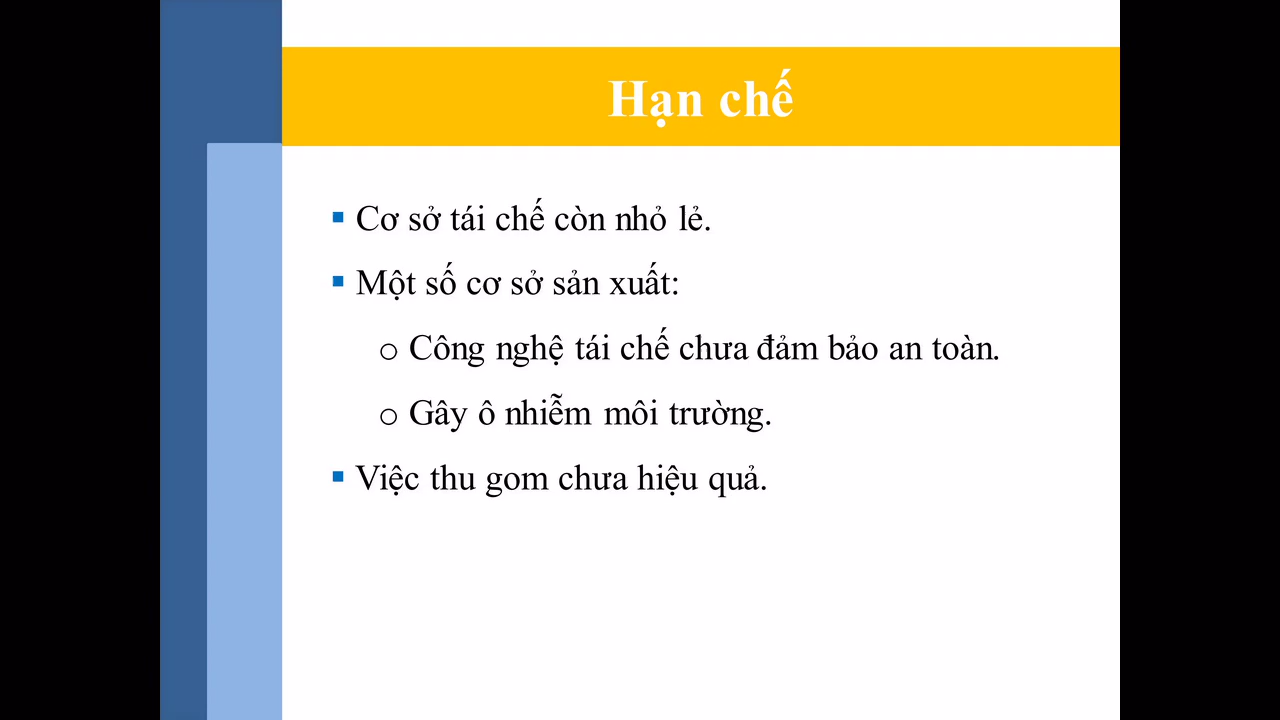 Hạn chế
▪ Cơ sở tái chế còn nhỏ lẻ.
▪ Một số cơ sở sản xuất:
o Công nghệ tái chế chưa đảm bảo an toàn.
o Gây ô nhiễm môi trường.
▪ Việc thu gom chưa hiệu quả.